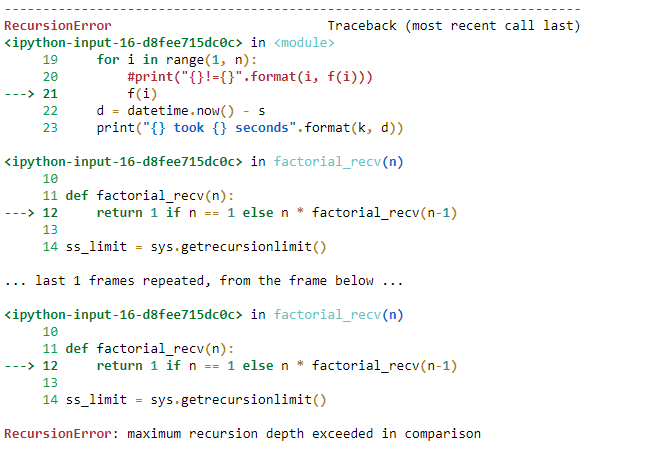 ---------------------------------------------------------------------------
RecursionError                            Traceback (most recent call last)
<ipython-input-16-d8fee715dc0c> in <module>
     19     for i in range(1, n):
     20         #print("{}!={}".format(i, f(i)))
---> 21         f(i)
     22     d = datetime.now() - s
     23     print("{} took {} seconds".format(k, d))

<ipython-input-16-d8fee715dc0c> in factorial_recv(n)
     10
     11 def factorial_recv(n):
---> 12     return 1 if n == 1 else n * factorial_recv(n-1)
     13
     14 ss_limit = sys.getrecursionlimit()

... last 1 frames repeated, from the frame below ...

<ipython-input-16-d8fee715dc0c> in factorial_recv(n)
     10
     11 def factorial_recv(n):
---> 12     return 1 if n == 1 else n * factorial_recv(n-1)
     13
     14 ss_limit = sys.getrecursionlimit()

RecursionError: maximum recursion depth exceeded in comparison